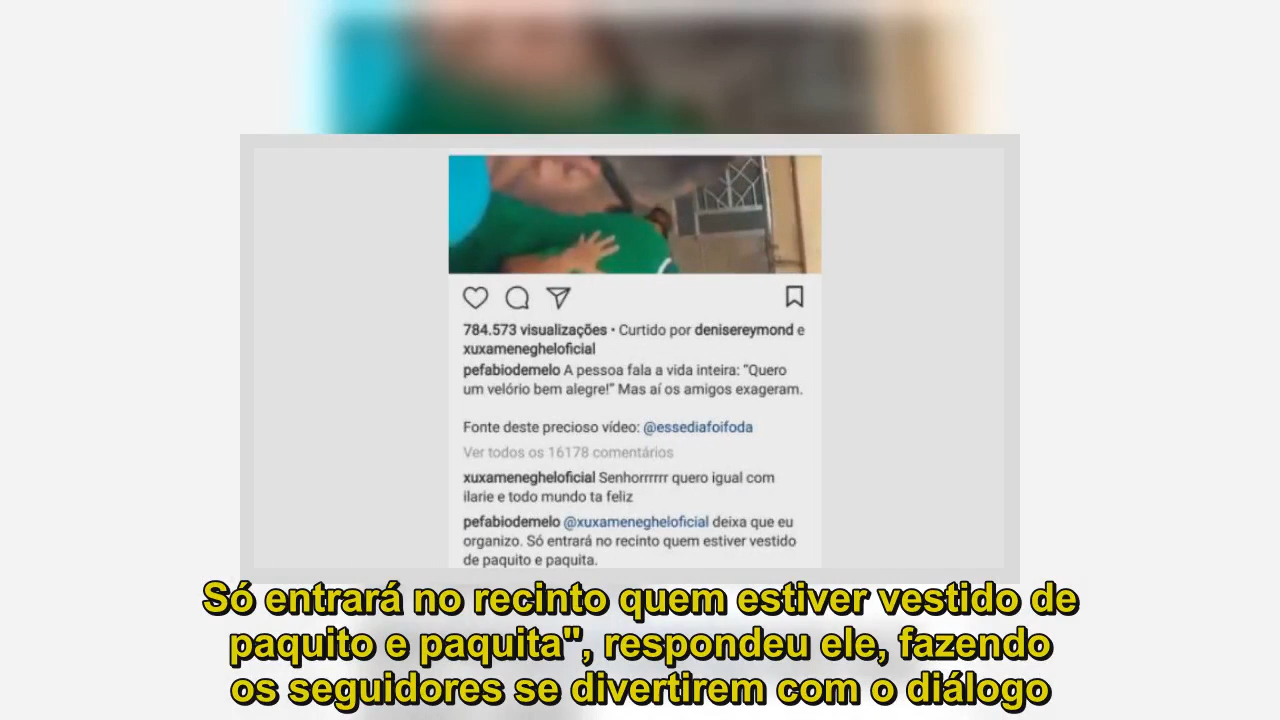 784.573 visualizações • Curtido por denisereymond e
xuxamenegheloficial
pefabiodemelo A pessoa fala a vida inteira: “Quero
um velório bem alegre!” Mas aí os amigos exageram.
Fonte deste precioso vídeo: @essediafoifoda
Ver todos os 16178 comentários
xuxamenegheloficial Senhorrrrrr quero igual com
ilarie e todo mundo ta feliz
pefabiodemelo @xuxamenegheloficial deixa que eu
organizo. Só entrará no recinto quem estiver vestido
de paquito e paquita.
Só entrará no recinto quem estiver vestido de
paquito e paquita", respondeu ele, fazendo
os seguidores se divertirem com o diálogo